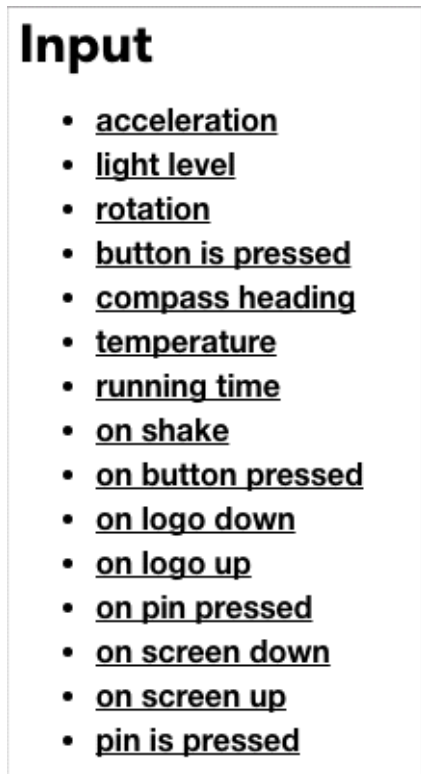 Input
• acceleration
• light level
• rotation
• button is pressed
• compass heading
• temperature
• running time
• on shake
• on button pressed
• on logo down
• on logo up
• on pin pressed
• on screen down
• on screen up
• pin is pressed